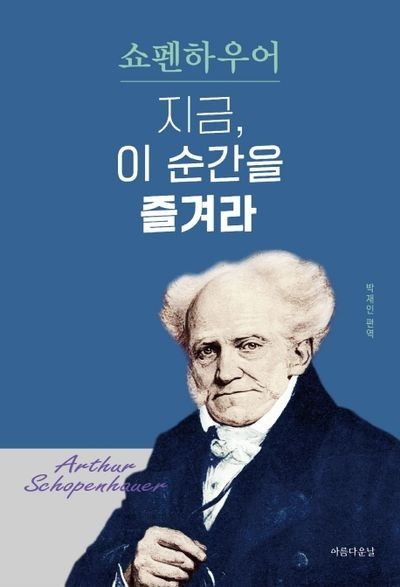 쇼펜하우어
지금,
이 순간을
즐겨라
박재인 편역
Arthur
Schopenhauer
아름다운날